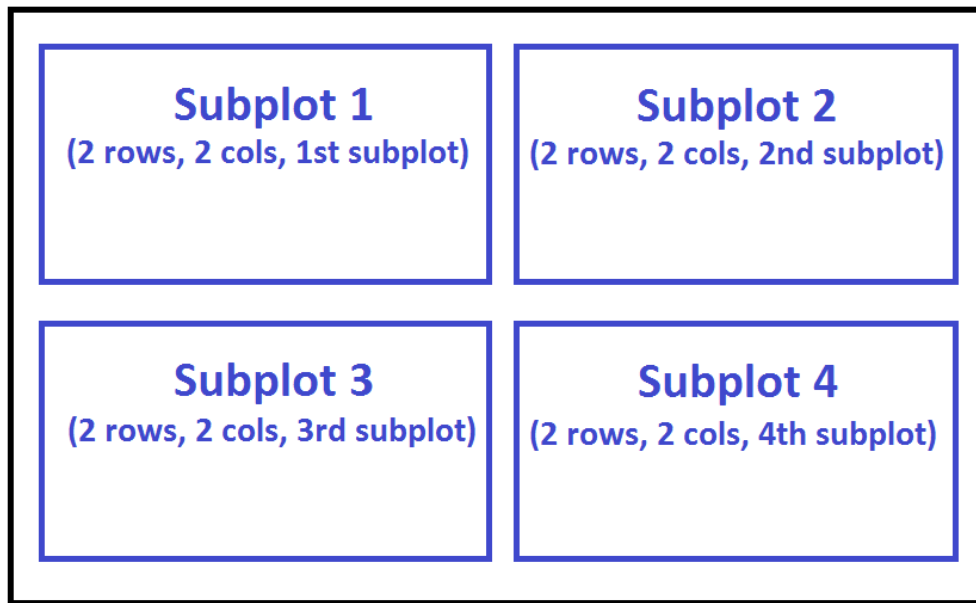 Subplot 1
(2 rows, 2 cols, 1st subplot)
Subplot 2
(2 rows, 2 cols, 2nd subplot)
Subplot 3
(2 rows, 2 cols, 3rd subplot)
Subplot 4
(2 rows, 2 cols, 4th subplot)